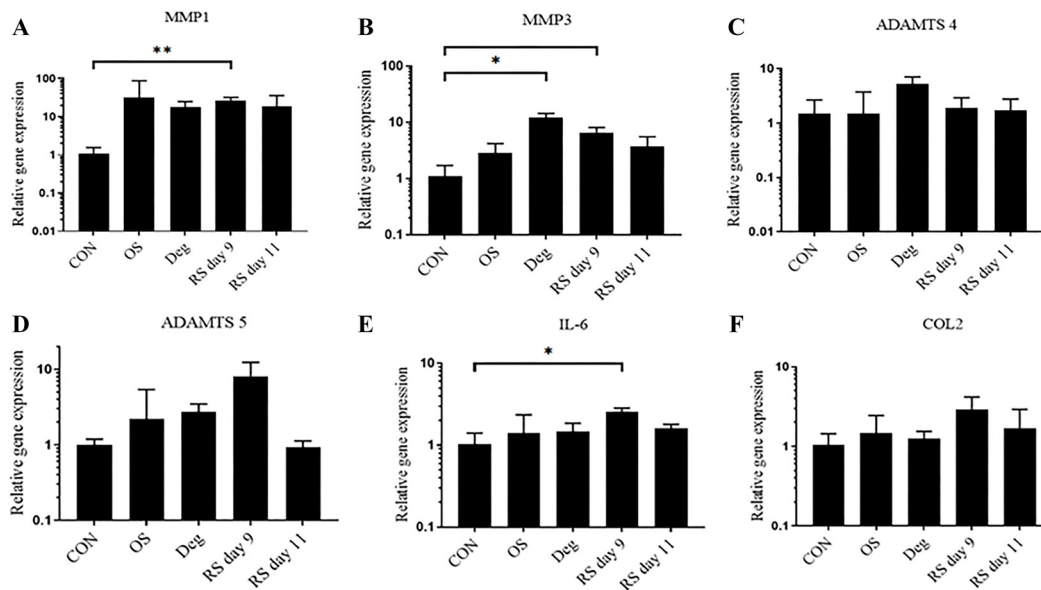 A
MMP1
**
Relative gene expression
100
10
1
0.1
0.01
CON
OS
Deg
RS day 9
RS day 11
B
MMP3
*
Relative gene expression
100
10
1
0.1
CON
OS
Deg
RS day 9
RS day 11
C
ADAMTS 4
Relative gene expression
10
1
0.1
0.01
CON
OS
Deg
RS day 9
RS day 11
D
ADAMTS 5
Relative gene expression
10
1
0.1
CON
OS
Deg
RS day 9
RS day 11
E
IL-6
*
Relative gene expression
10
1
0.1
CON
OS
Deg
RS day 9
RS day 11
F
COL2
Relative gene expression
10
1
0.1
CON
OS
Deg
RS day 9
RS day 11